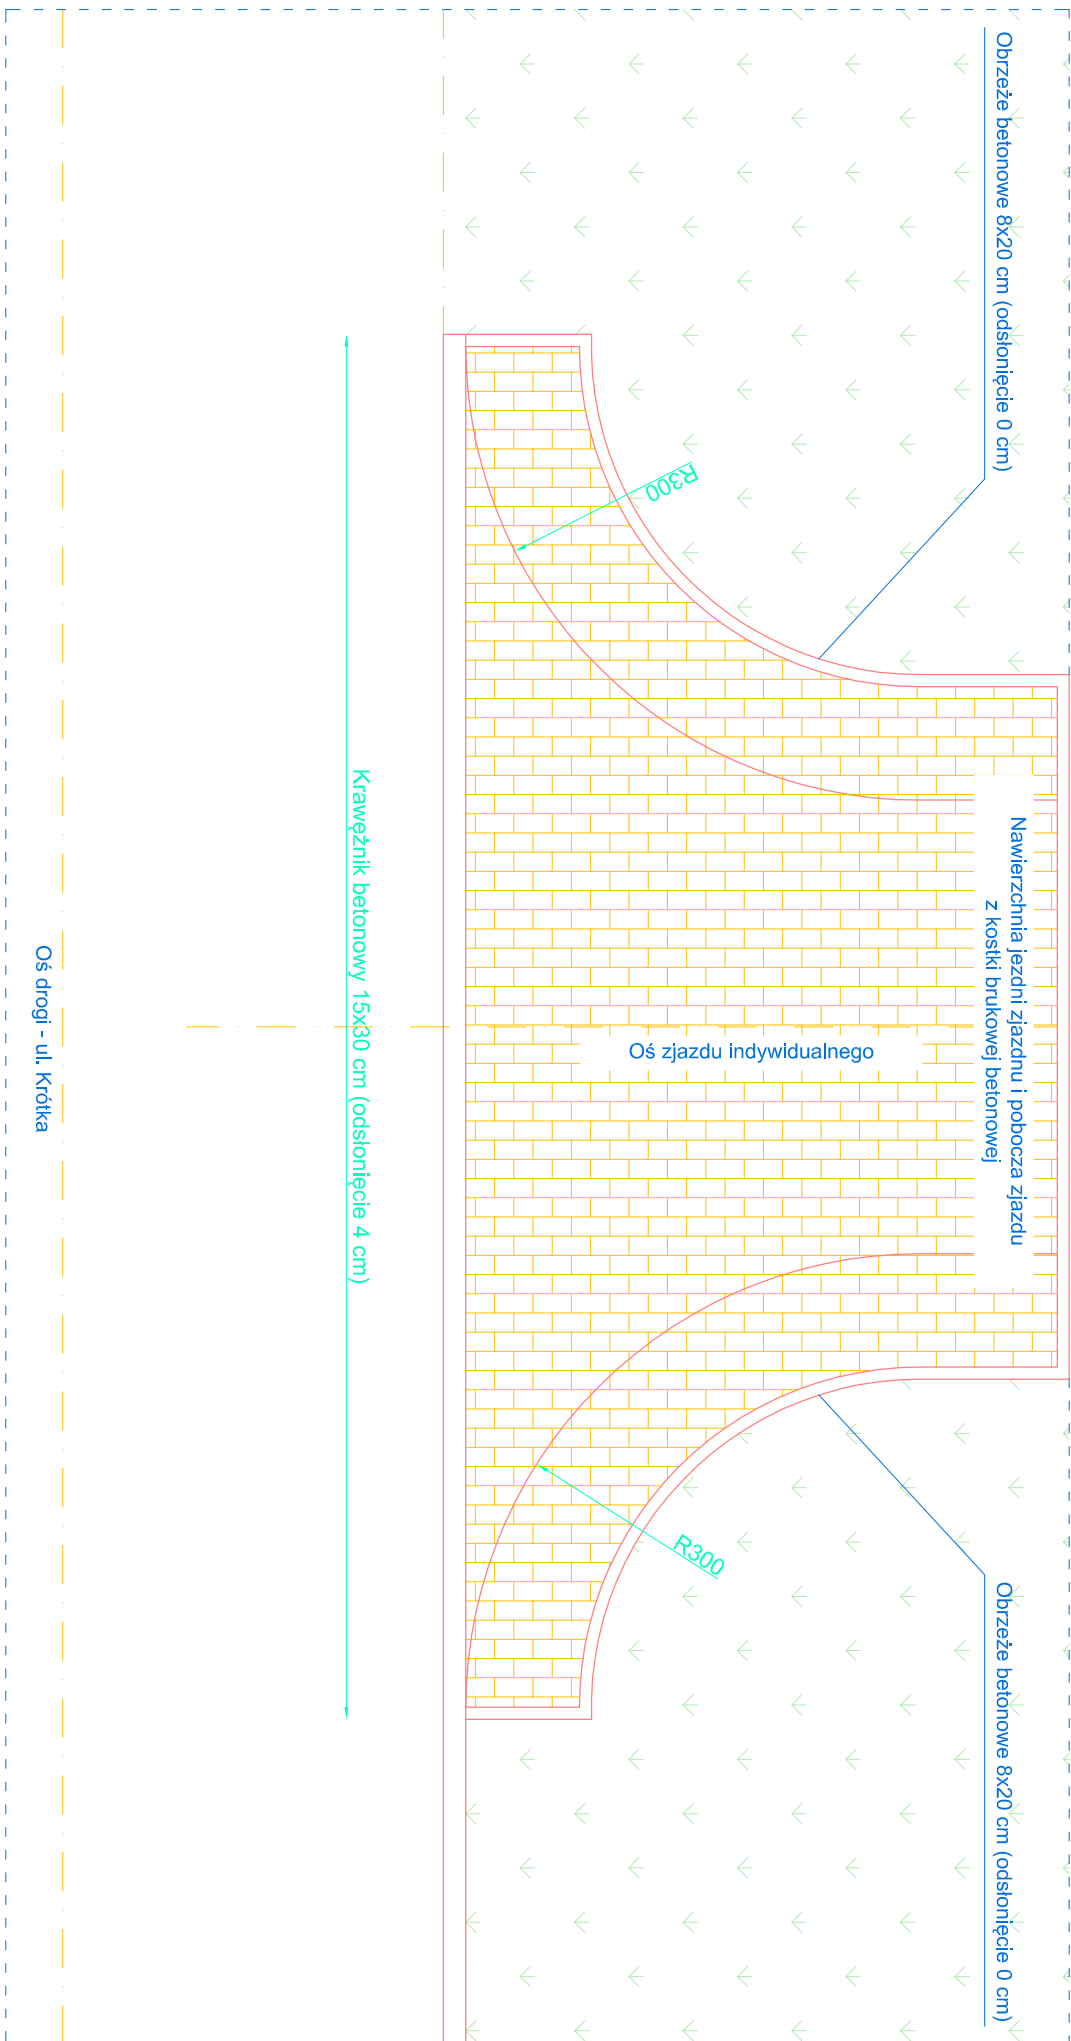 Obrzeże betonowe 8x20 cm (odsłonięcie 0 cm)
R300
Nawierzchnia jezdni zjazdnu i pobocza zjazdu
z kostki brukowej betonowej
Oś zjazdu indywidualnego
Krawężnik betonowy 15x30 cm (odsłonięcie 4 cm)
Oś drogi - ul. Krótka
R300
Obrzeże betonowe 8x20 cm (odsłonięcie 0 cm)